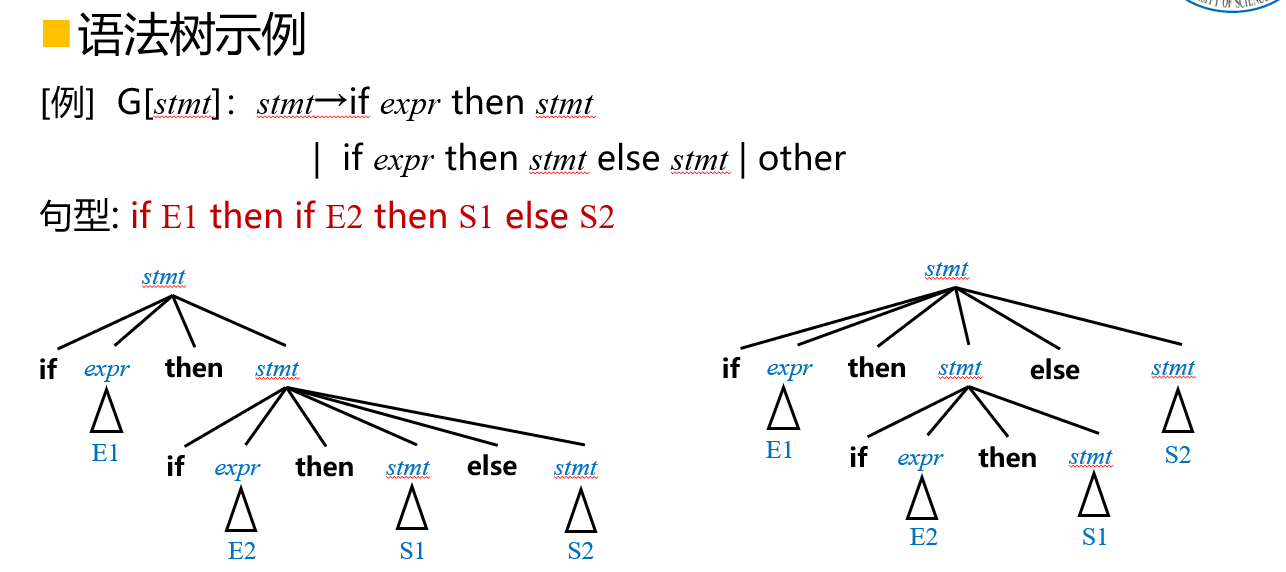 TY OF SCIENC
语法树示例
[例] G[stmt]：stmt→if expr then stmt
| if expr then stmt else stmt | other
句型: if E1 then if E2 then S1 else S2
stmt
if expr then stmt
E1
if expr then stmt else stmt
E2 S1 S2
stmt
if expr then stmt else stmt
E1 S2
if expr then stmt
E2 S1